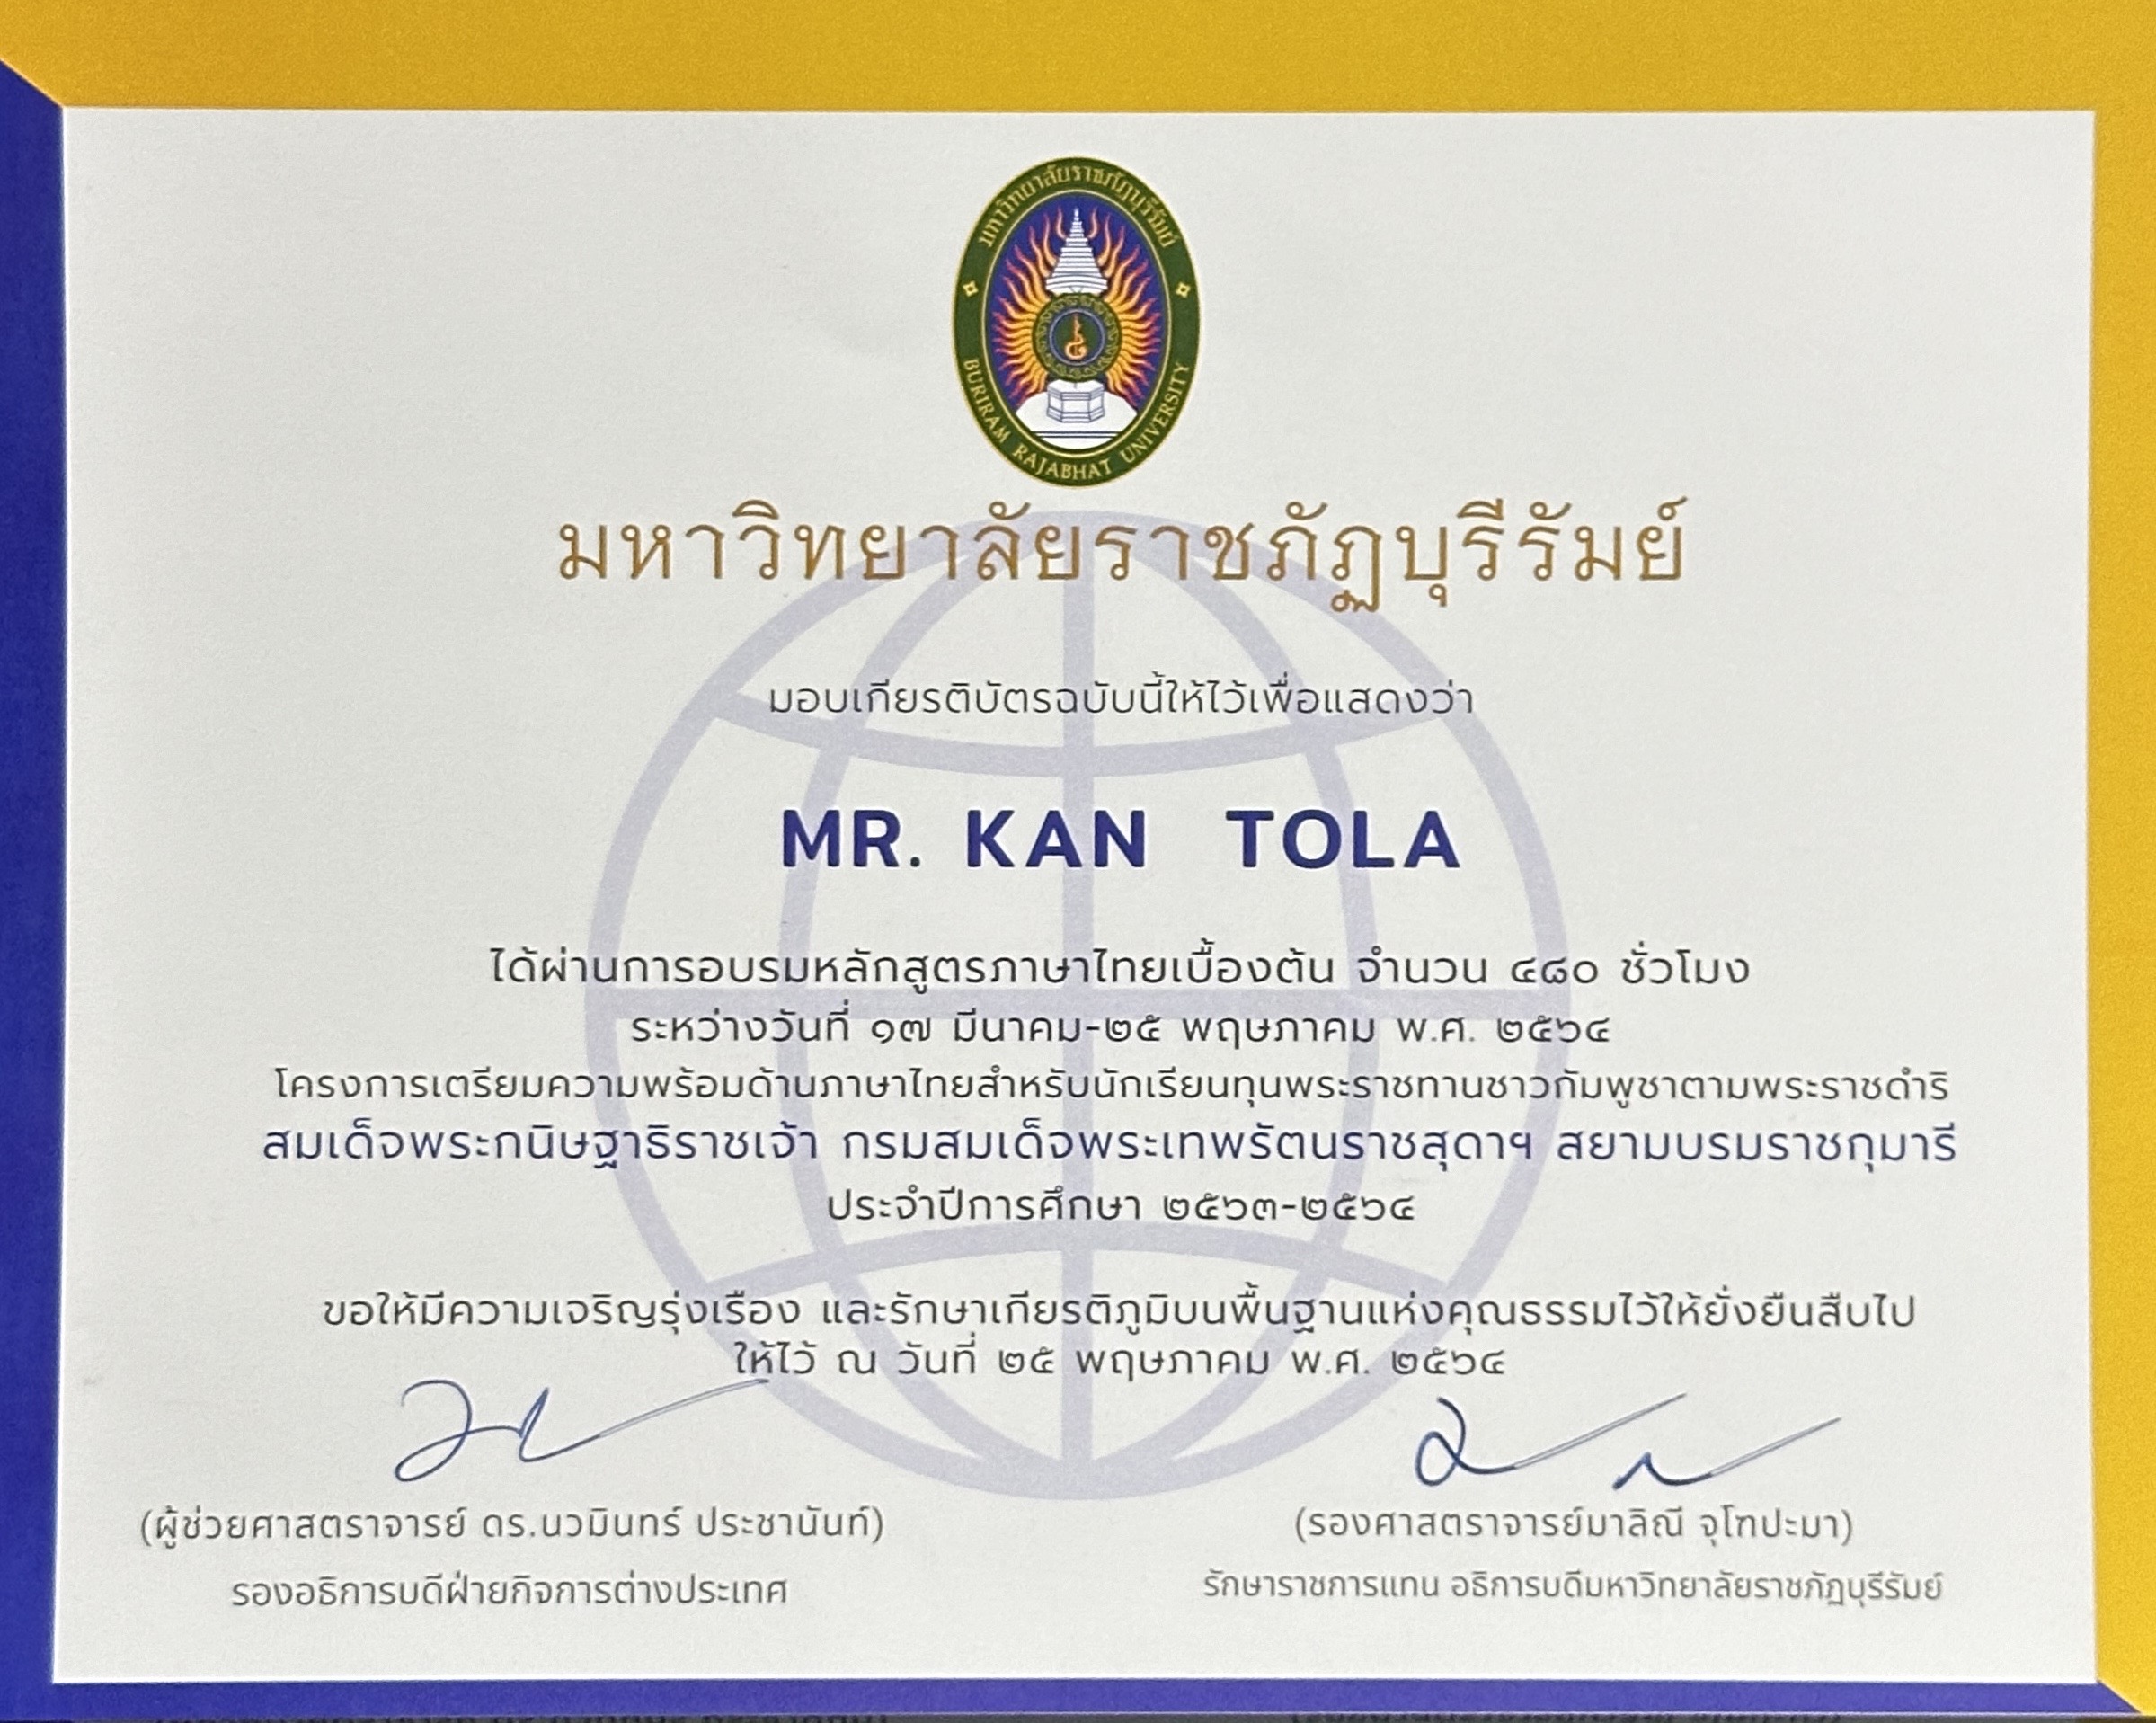 มหาวิทยาลัยราชภัฏบุรีรัมย์
BURIRAM RAJABHAT UNIVERSITY
มหาวิทยาลัยราชภัฏบุรีรัมย์
มอบเกียรติบัตรฉบับนี้ให้ไว้เพื่อแสดงว่า
MR. KAN TOLA
ได้ผ่านการอบรมหลักสูตรภาษาไทยเบื้องต้น จำนวน ๔๘๐ ชั่วโมง
ระหว่างวันที่ ๑๗ มีนาคม-๒๕ พฤษภาคม พ.ศ. ๒๕๖๔
โครงการเตรียมความพร้อมด้านภาษาไทยสำหรับนักเรียนทุนพระราชทานชาวกัมพูชาตามพระราชดำริ
สมเด็จพระกนิษฐาธิราชเจ้า กรมสมเด็จพระเทพรัตนราชสุดาฯ สยามบรมราชกุมารี
ประจำปีการศึกษา ๒๕๖๓-๒๕๖๔
ขอให้มีความเจริญรุ่งเรือง และรักษาเกียรติภูมิบนพื้นฐานแห่งคุณธรรมไว้ให้ยั่งยืนสืบไป
ให้ไว้ ณ วันที่ ๒๕ พฤษภาคม พ.ศ. ๒๕๖๔
(ผู้ช่วยศาสตราจารย์ ดร.นวมินทร์ ประชานันท์)
รองอธิการบดีฝ่ายกิจการต่างประเทศ
(รองศาสตราจารย์มาลิณี จุโฑปะมา)
รักษาราชการแทน อธิการบดีมหาวิทยาลัยราชภัฏบุรีรัมย์